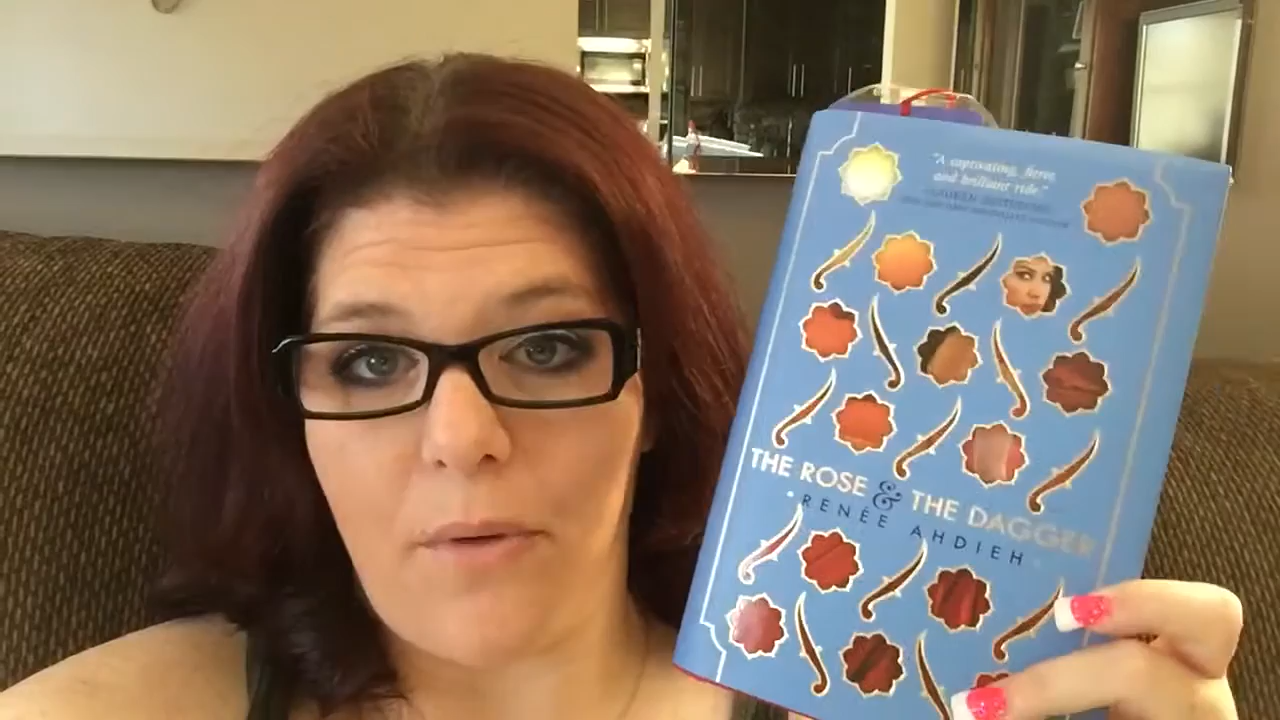 "A captivating, fierce,
and brilliant ride."
THE ROSE & THE DAGGER
RENÉE AHDIEH